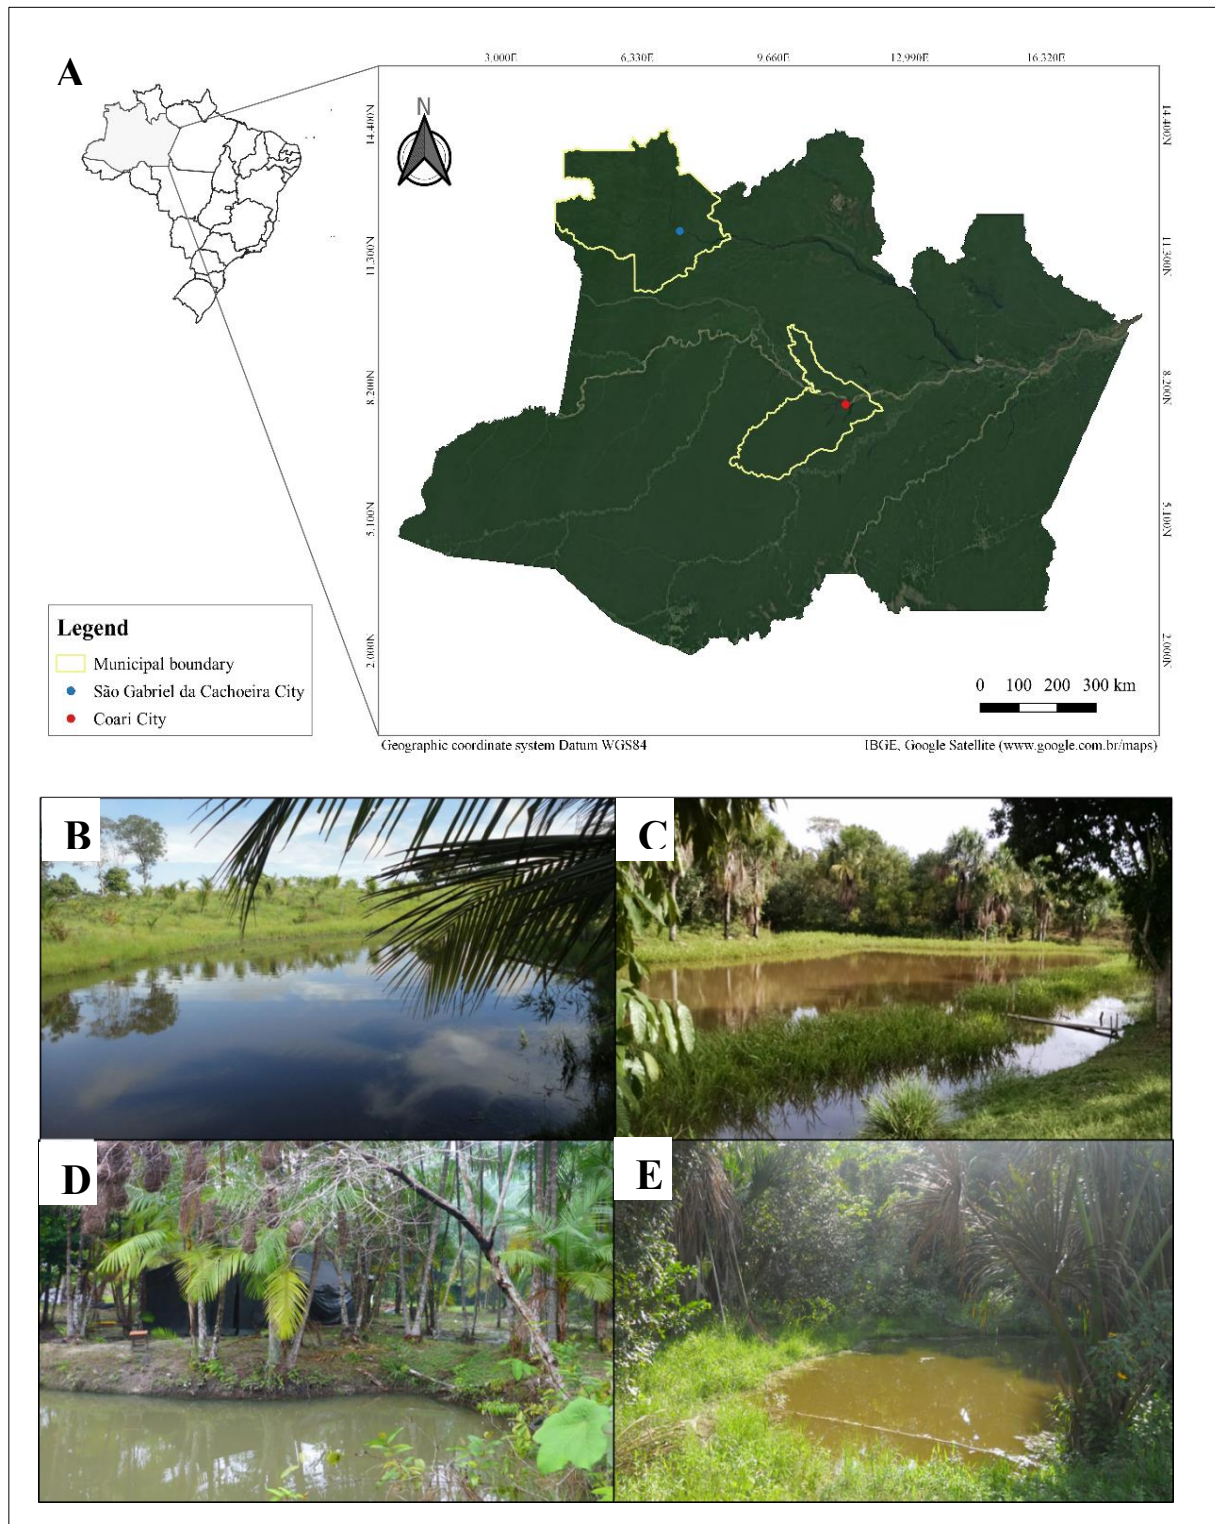 A
3.000E 6.330E 9.660E 12.990E 16.320E
N
14.400N 14.400N
11.300N 11.300N
8.200N 8.200N
5.100N 5.100N
2.000N 2.000N
Legend
Municipal boundary
São Gabriel da Cachoeira City
Coari City
0 100 200 300 km
Geographic coordinate system Datum WGS84
IBGE, Google Satellite (www.google.com.br/maps)
B
C
D
E